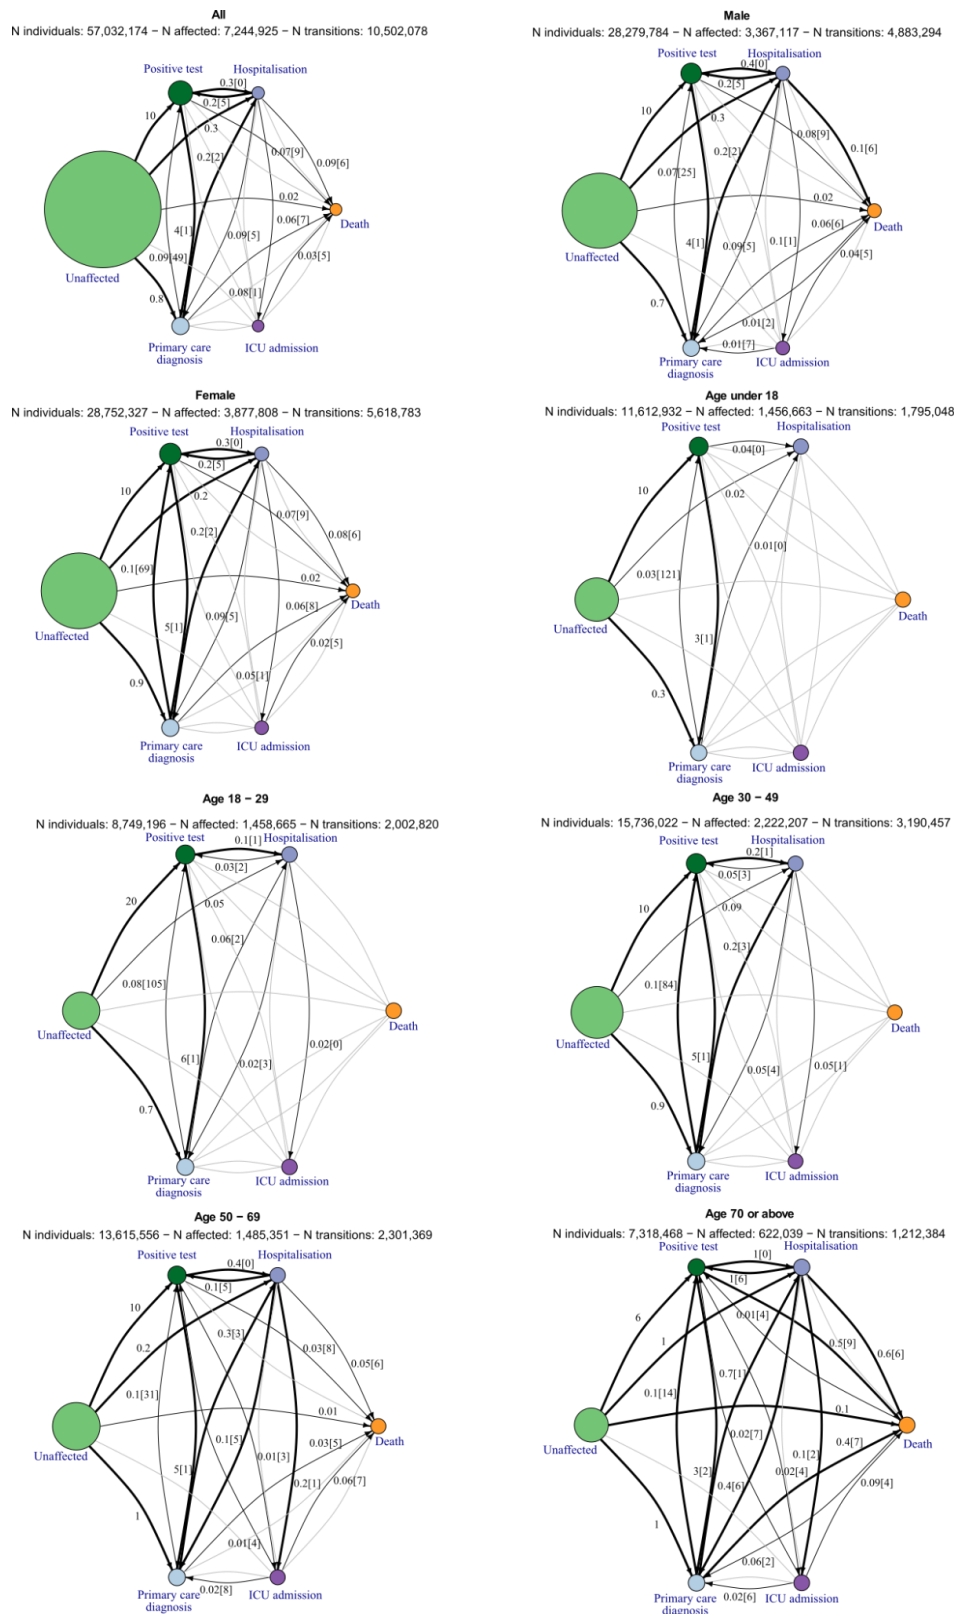 All
N individuals: 57,032,174 − N affected: 7,244,925 − N transitions: 10,502,078
Positive test
Hospitalisation
0.3[0]
0.2[5]
10
0.3
0.2[2]
0.07[9]
0.09[6]
0.02
0.06[7]
Death
4[1]
0.09[5]
0.03[5]
0.09[49]
Unaffected
0.08[1]
0.8
Primary care
diagnosis
ICU admission
Male
N individuals: 28,279,784 − N affected: 3,367,117 − N transitions: 4,883,294
Positive test
Hospitalisation
0.4[0]
0.2[5]
10
0.3
0.08[9]
0.1[6]
0.2[2]
0.07[25]
0.02
0.06[6]
Death
4[1]
0.09[5]
0.1[1]
0.04[5]
Unaffected
0.7
0.01[2]
0.01[7]
Primary care
diagnosis
ICU admission
Female
N individuals: 28,752,327 − N affected: 3,877,808 − N transitions: 5,618,783
Positive test
Hospitalisation
0.3[0]
0.2[5]
10
0.2
0.07[9]
0.2[2]
0.08[6]
0.1[69]
0.02
0.06[8]
Death
0.09[5]
5[1]
Unaffected
0.02[5]
0.05[1]
0.9
Primary care
diagnosis
ICU admission
Age under 18
N individuals: 11,612,932 − N affected: 1,456,663 − N transitions: 1,795,048
Positive test
Hospitalisation
0.04[0]
10
0.02
0.01[0]
0.03[121]
Death
Unaffected
3[1]
0.3
Primary care
diagnosis
ICU admission
Age 18 − 29
N individuals: 8,749,196 − N affected: 1,458,665 − N transitions: 2,002,820
Positive test
Hospitalisation
0.1[1]
0.03[2]
20
0.05
0.06[2]
0.08[105]
Unaffected
Death
0.02[0]
6[1]
0.02[3]
0.7
Primary care
diagnosis
ICU admission
Age 30 − 49
N individuals: 15,736,022 − N affected: 2,222,207 − N transitions: 3,190,457
Positive test
Hospitalisation
0.2[1]
0.05[3]
10
0.09
0.2[3]
0.1[84]
Death
Unaffected
5[1]
0.05[4]
0.05[1]
0.9
Primary care
diagnosis
ICU admission
Age 50 − 69
N individuals: 13,615,556 − N affected: 1,485,351 − N transitions: 2,301,369
Positive test
Hospitalisation
0.4[0]
0.1[5]
10
0.2
0.3[3]
0.03[8]
0.05[6]
0.1[31]
0.01
Death
0.1[5]
0.03[5]
Unaffected
0.01[3]
5[1]
0.2[1]
0.06[7]
1
0.01[4]
0.02[8]
Primary care
diagnosis
ICU admission
Age 70 or above
N individuals: 7,318,468 − N affected: 622,039 − N transitions: 1,212,384
Positive test
Hospitalisation
1[0]
1[6]
6
0.01[4]
1
0.5[9]
0.6[6]
0.7[1]
0.1[14]
0.1
0.02[7]
0.4[7]
Death
Unaffected
0.1[2]
3[2]
0.02[4]
0.4[6]
0.09[4]
1
0.06[2]
0.02[6]
Primary care
diagnosis
ICU admission